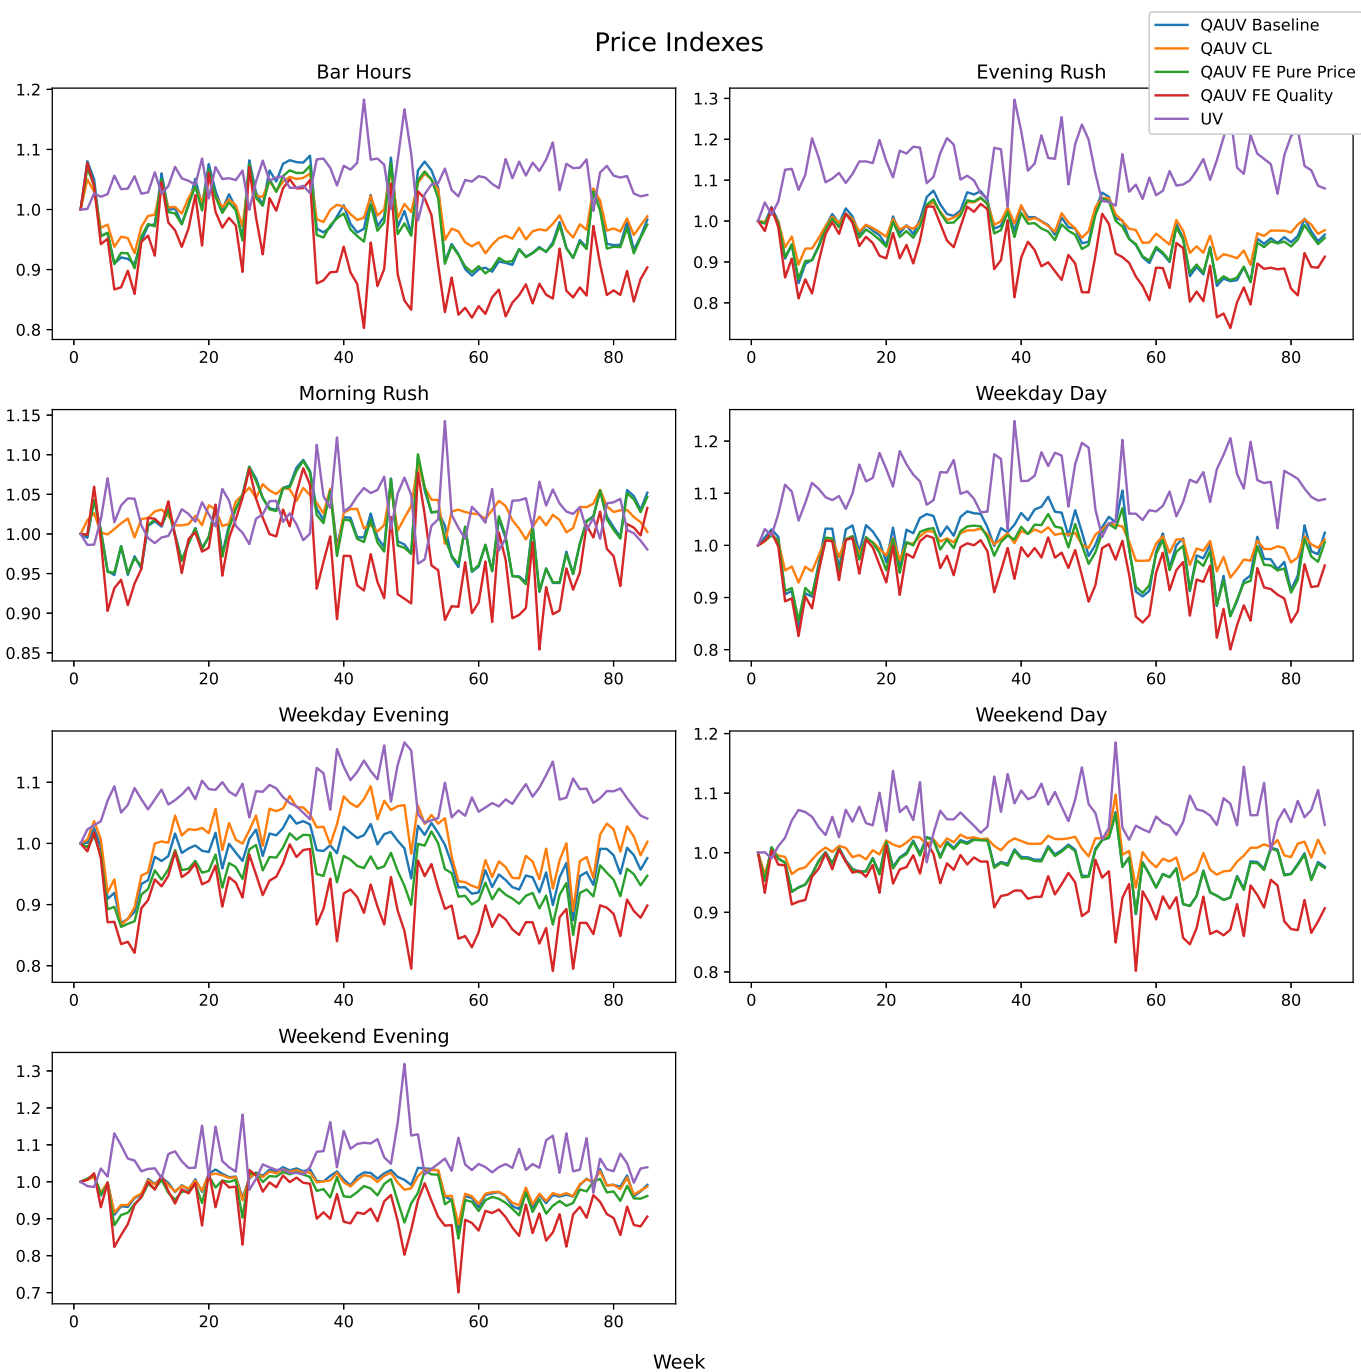 Price Indexes
QAUV Baseline
QAUV CL
QAUV FE Pure Price
QAUV FE Quality
UV
Bar Hours
1.2
1.1
1.0
0.9
0.8
0 20 40 60 80
Evening Rush
1.3
1.2
1.1
1.0
0.9
0.8
0 20 40 60 80
Morning Rush
1.15
1.10
1.05
1.00
0.95
0.90
0.85
0 20 40 60 80
Weekday Day
1.2
1.1
1.0
0.9
0.8
0 20 40 60 80
Weekday Evening
1.1
1.0
0.9
0.8
0 20 40 60 80
Weekend Day
1.2
1.1
1.0
0.9
0.8
0 20 40 60 80
Weekend Evening
1.3
1.2
1.1
1.0
0.9
0.8
0.7
0 20 40 60 80
Week